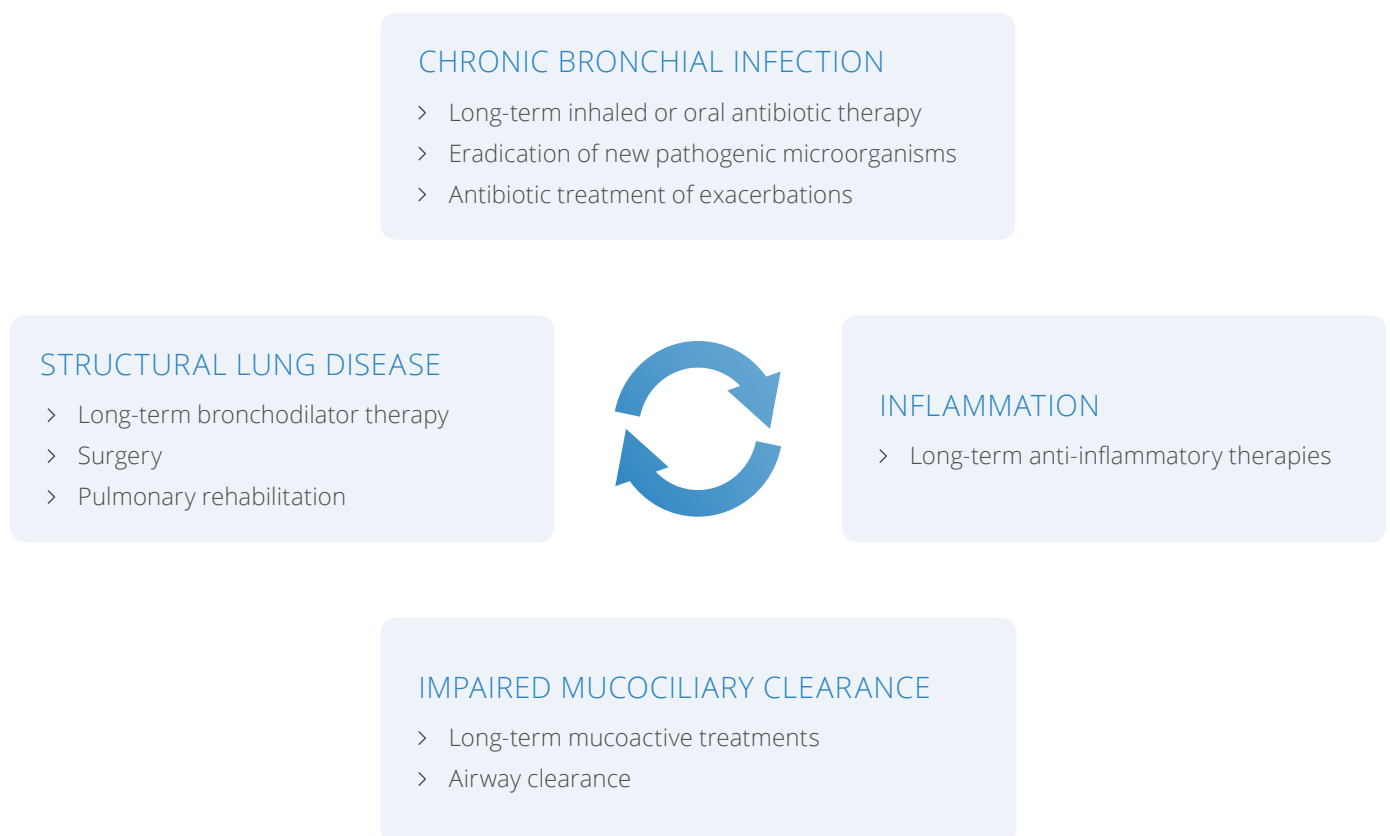 CHRONIC BRONCHIAL INFECTION
> Long-term inhaled or oral antibiotic therapy
> Eradication of new pathogenic microorganisms
> Antibiotic treatment of exacerbations
STRUCTURAL LUNG DISEASE
> Long-term bronchodilator therapy
> Surgery
> Pulmonary rehabilitation
INFLAMMATION
> Long-term anti-inflammatory therapies
IMPAIRED MUCOCILIARY CLEARANCE
> Long-term mucoactive treatments
> Airway clearance